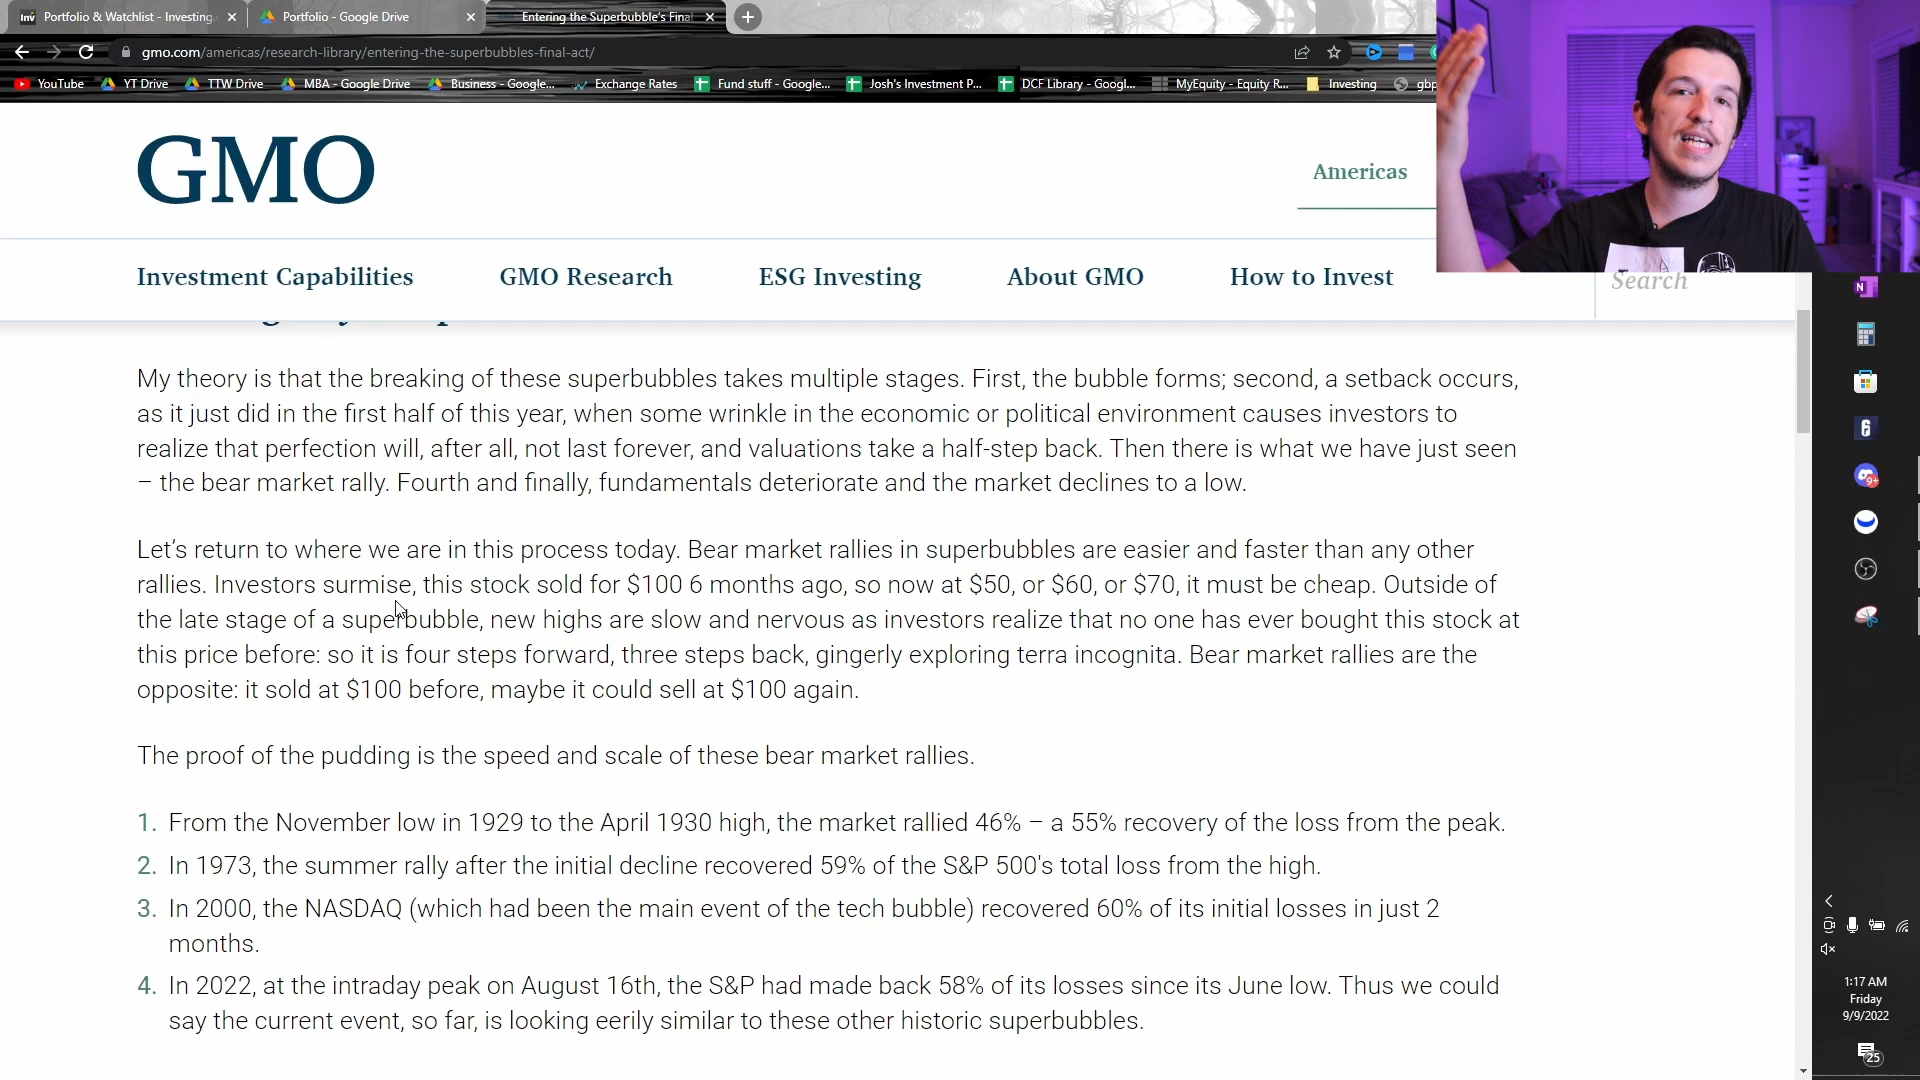 Inv Portfolio & Watchlist - Investing.
Portfolio - Google Drive
Entering the Superbubble's Fina
gmo.com/americas/research-library/entering-the-superbubbles-final-act/
YouTube
YT Drive
TTW Drive
MBA - Google Drive
Business - Google...
Exchange Rates
Fund stuff - Google...
Josh's Investment P...
DCF Library - Googl...
MyEquity - Equity R...
Investing
gbp
GMO
Americas
Investment Capabilities
GMO Research
ESG Investing
About GMO
How to Invest
Search
My theory is that the breaking of these superbubbles takes multiple stages. First, the bubble forms; second, a setback occurs,
as it just did in the first half of this year, when some wrinkle in the economic or political environment causes investors to
realize that perfection will, after all, not last forever, and valuations take a half-step back. Then there is what we have just seen
– the bear market rally. Fourth and finally, fundamentals deteriorate and the market declines to a low.
Let's return to where we are in this process today. Bear market rallies in superbubbles are easier and faster than any other
rallies. Investors surmise, this stock sold for $100 6 months ago, so now at $50, or $60, or $70, it must be cheap. Outside of
the late stage of a superbubble, new highs are slow and nervous as investors realize that no one has ever bought this stock at
this price before: so it is four steps forward, three steps back, gingerly exploring terra incognita. Bear market rallies are the
opposite: it sold at $100 before, maybe it could sell at $100 again.
The proof of the pudding is the speed and scale of these bear market rallies.
1. From the November low in 1929 to the April 1930 high, the market rallied 46% – a 55% recovery of the loss from the peak.
2. In 1973, the summer rally after the initial decline recovered 59% of the S&P 500's total loss from the high.
3. In 2000, the NASDAQ (which had been the main event of the tech bubble) recovered 60% of its initial losses in just 2
months.
4. In 2022, at the intraday peak on August 16th, the S&P had made back 58% of its losses since its June low. Thus we could
say the current event, so far, is looking eerily similar to these other historic superbubbles.
N
6
9+
1:17 AM
Friday
9/9/2022
25